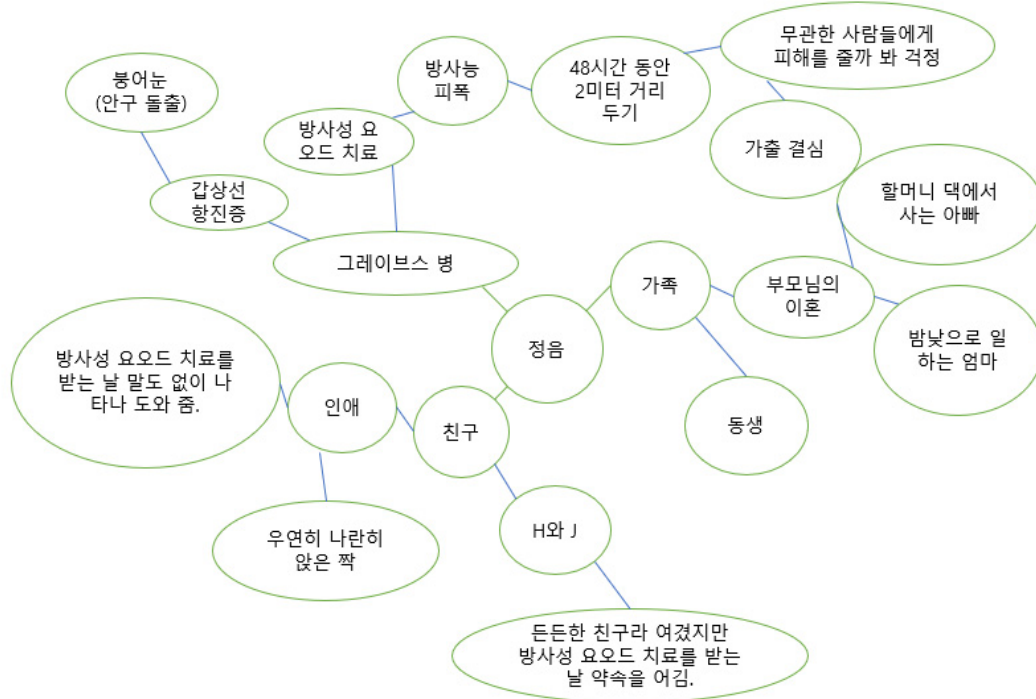 붕어눈
(안구 돌출)
갑상선
항진증
방사성 요
오드 치료
방사능
피폭
48시간 동안
2미터 거리
두기
무관한 사람들에게
피해를 줄까 봐 걱정
가출 결심
할머니 댁에서
사는 아빠
그레이브스 병
가족
부모님의
이혼
밤낮으로 일
하는 엄마
정음
동생
방사성 요오드 치료를
받는 날 말도 없이 나
타나 도와 줌.
인애
친구
우연히 나란히
앉은 짝
H와 J
든든한 친구라 여겼지만
방사성 요오드 치료를 받는
날 약속을 어김.